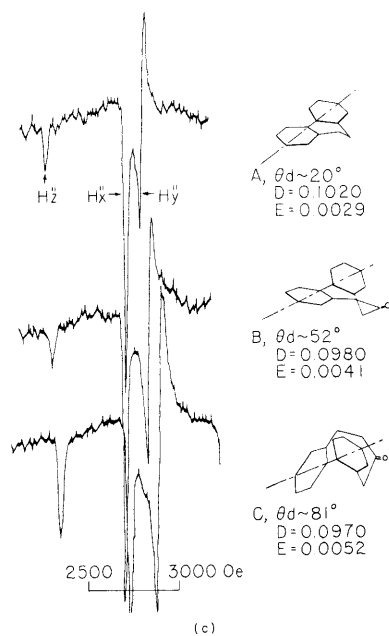 H"z H"x H"y
A, θd~20°
D=0.1020
E=0.0029
B, θd~52°
D=0.0980
E=0.0041
C, θd~81°
D=0.0970
E=0.0052
2500 3000 Oe
(c)